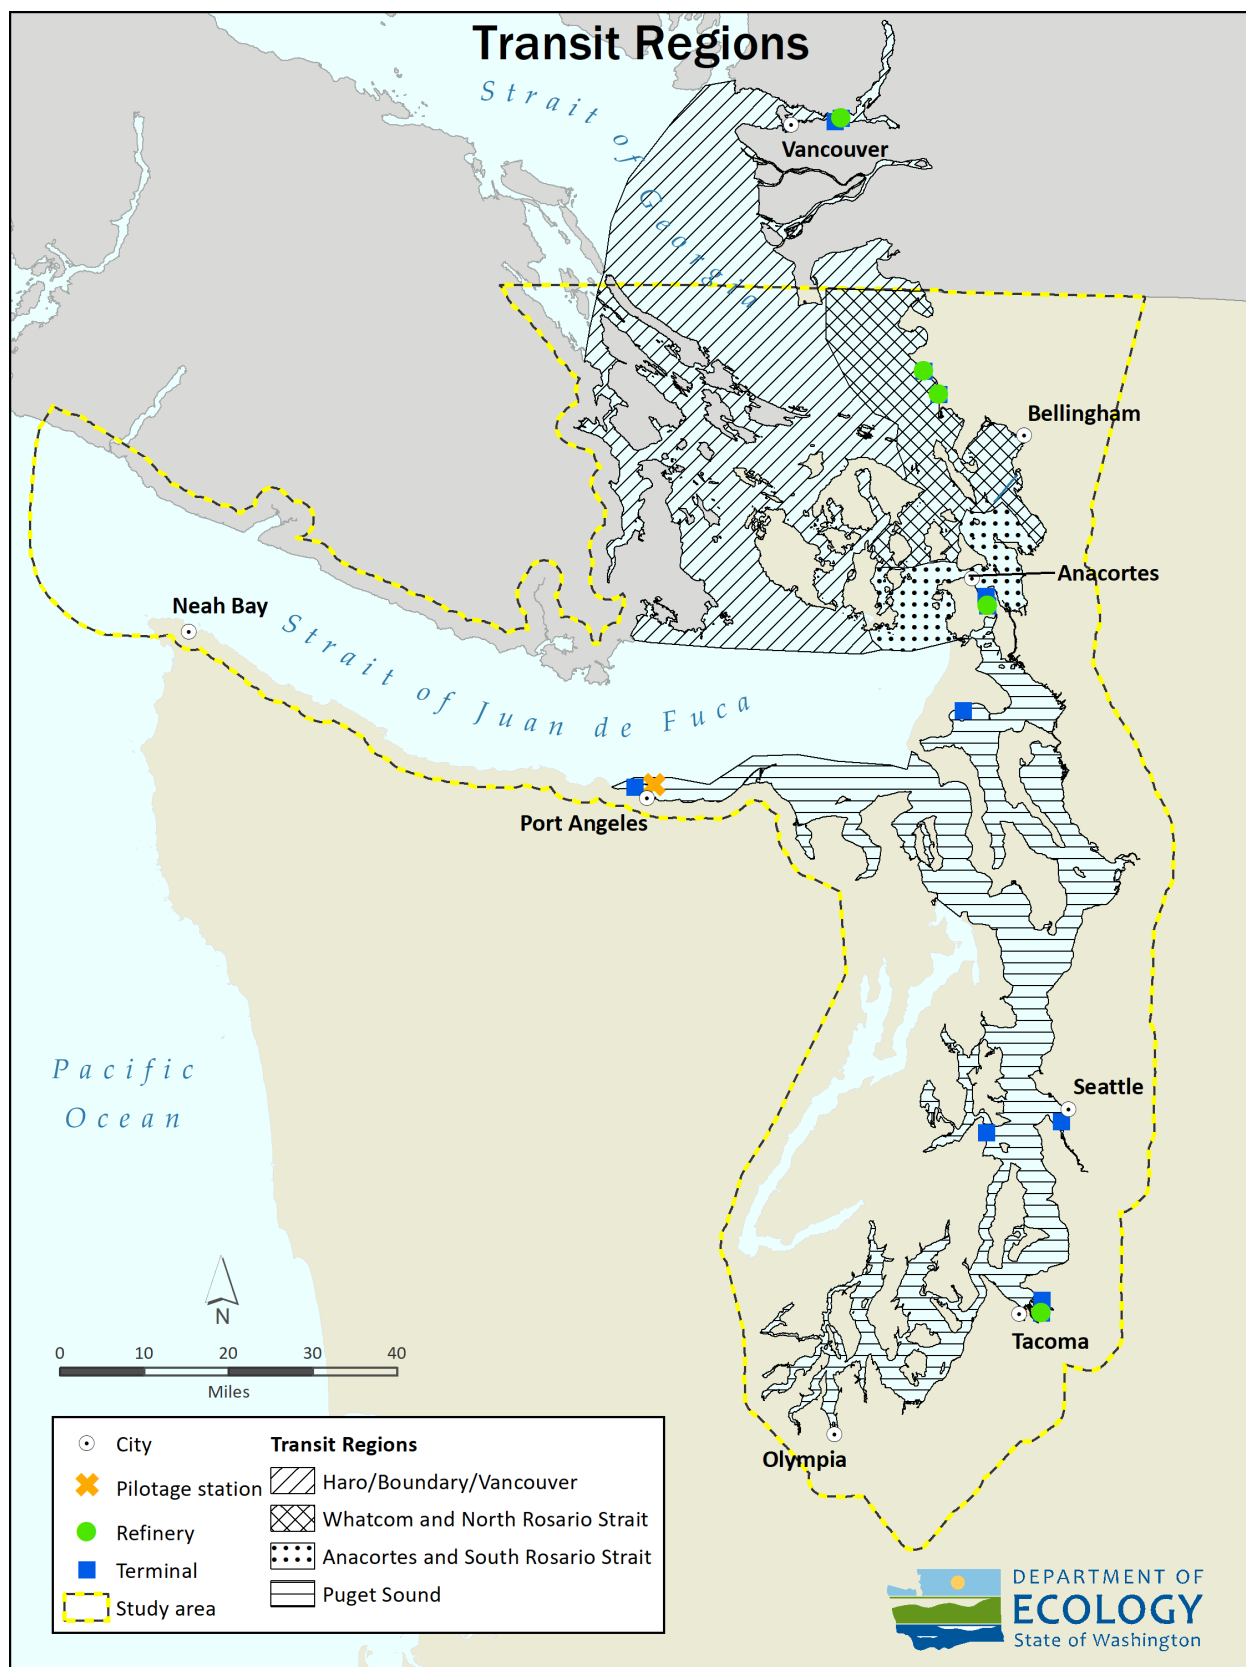 Transit Regions
Strait of Georgia
Vancouver
Bellingham
Anacortes
Neah Bay
Strait of Juan de Fuca
Port Angeles
Pacific
Ocean
Seattle
Tacoma
Olympia
N
0 10 20 30 40
Miles
City
Pilotage station
Refinery
Terminal
Study area
Transit Regions
Haro/Boundary/Vancouver
Whatcom and North Rosario Strait
Anacortes and South Rosario Strait
Puget Sound
DEPARTMENT OF
ECOLOGY
State of Washington